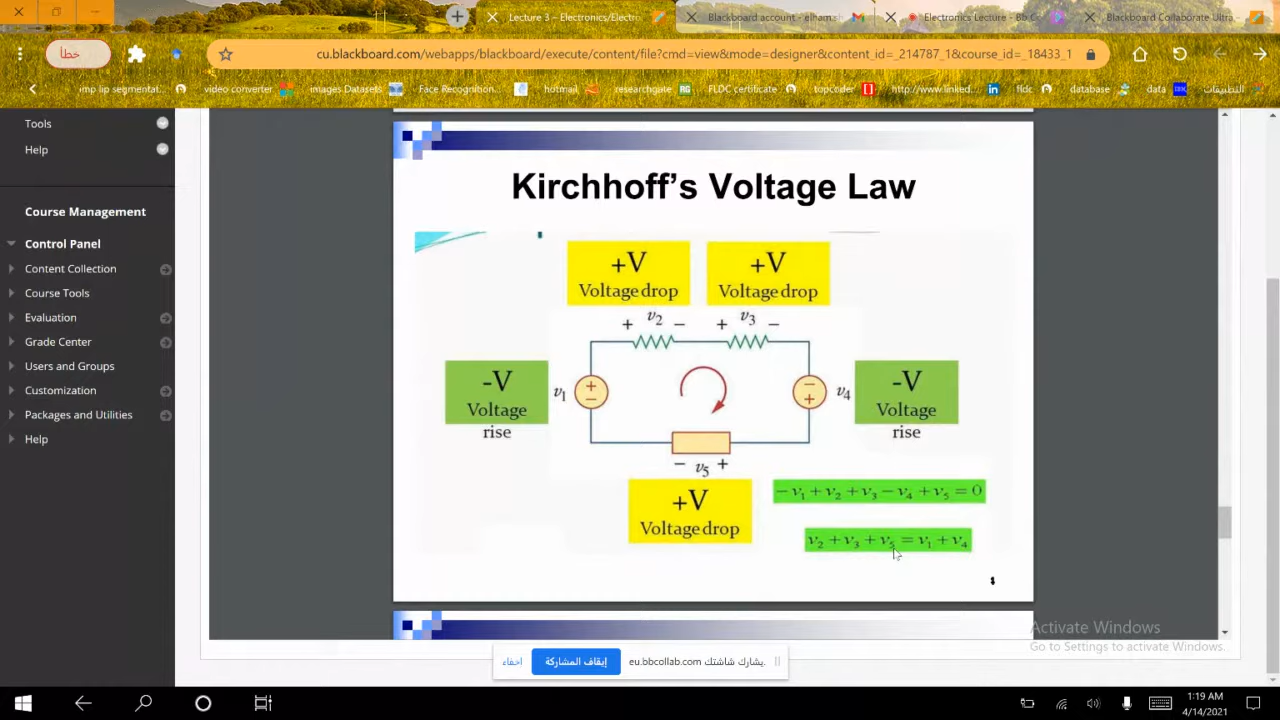 Lecture 3 – Electronics/Electro
Blackboard account - elham.sh
Electronics Lecture - Bb Co
Blackboard Collaborate Ultra
خطأ
cu.blackboard.com/webapps/blackboard/execute/content/file?cmd=view&mode=designer&content_id=_214787_1&course_id=_18433_1
imp lip segmentat...
video converter
images Datasets
Face Recognition...
hotmail
researchgate
FLDC certificate
topcoder
http://www.linked...
fldc
database
data
التطبيقات
Tools
Help
Course Management
Control Panel
Content Collection
Course Tools
Evaluation
Grade Center
Users and Groups
Customization
Packages and Utilities
Help
Kirchhoff's Voltage Law
+V
Voltage drop
+V
Voltage drop
+ v2 −
+ v3 −
-V
Voltage
rise
v1
+
−
−
+
v4
-V
Voltage
rise
− v5 +
+V
Voltage drop
− v1 + v2 + v3 − v4 + v5 = 0
v2 + v3 + v5 = v1 + v4
Activate Windows
Go to Settings to activate Windows.
يشارك شاشتك eu.bbcollab.com.
إيقاف المشاركة
اخفاء
1:19 AM
4/14/2021